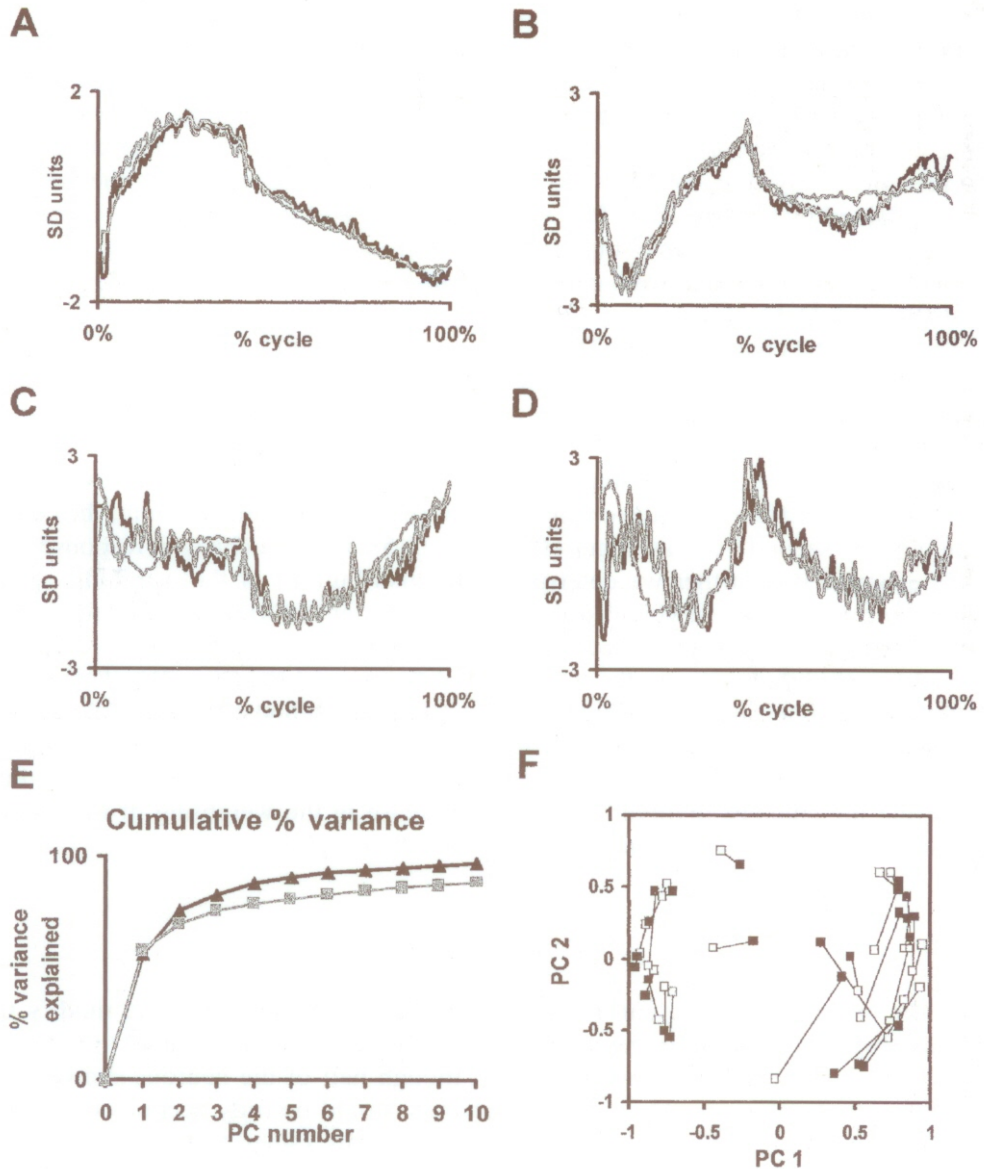 A
B
2
SD units
-2
0%
% cycle
100%
3
SD units
-3
0%
% cycle
100%
C
D
3
SD units
-3
0%
% cycle
100%
3
SD units
-3
0%
% cycle
100%
E
F
Cumulative % variance
100
% variance
explained
0
0 1 2 3 4 5 6 7 8 9 10
PC number
1
0.5
0
-0.5
-1
PC 2
-1 -0.5 0 0.5 1
PC 1